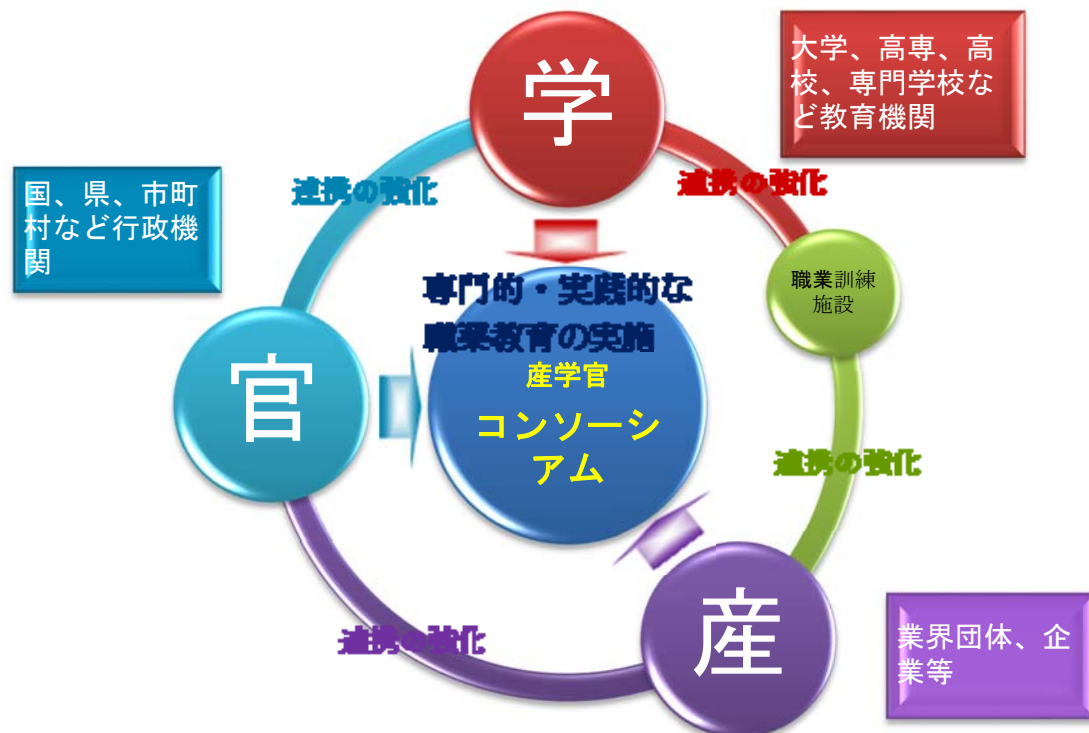 学
大学、高専、高
校、専門学校な
ど教育機関
国、県、市町
村など行政機
関
連携の強化
連携の強化
職業訓練
施設
専門的・実践的な
職業教育の実施
産学官
コンソーシ
アム
官
連携の強化
産
業界団体、企
業等
連携の強化